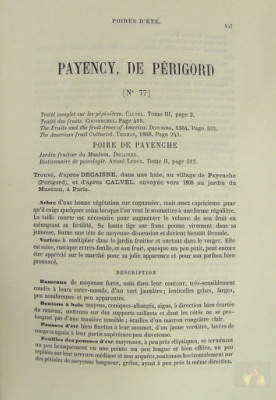 POIRES D'ÉTÉ.
157
PAYENCY, DE PÉRIGORD
[N° 77]
Traité complet sur les pépinières. CALVEL. Tome III, page 2.
Traité des fruits. COUVERCHEL. Page 489.
The Fruits and the fruit-trees of America. DOWNING, 1864. Page 533.
The American fruit Culturist. THOMAS, 1868. Page
POIRE DE PAYENCHE
Jardin fruitier du Muséum. DECAISNE.
Dictionnaire de pomologie. André Leroy. Tome II, page 512.
Trouvé, d'après DECAISNE, dans une haie, au village de Payenche
(Périgord), et d'après CALVEL, envoyée vers 1805 au jardin du
Muséum, à Paris.
Arbre d'une bonne végétation sur cognassier, mais assez capricieuse pour
qu'il exige quelques soins lorsque l'on veut le soumettre à une forme régulière.
La taille courte est nécessaire pour augmenter le volume de son fruit en
ménageant sa fertilité. Sa haute tige sur franc pousse vivement dans sa
jeunesse, forme une tête de moyenne dimension et devient bientôt féconde.
Variété à multiplier dans le jardin fruitier et surtout dans le verger. Elle
est saine, rustique et très-fertile, et son fruit, quoique un peu petit, peut encore
être apprécié sur le marché pour sa jolie apparence et pour son parfum bien
prononcé.
DESCRIPTION
Rameaux de moyenne force, unis dans leur contour, très-sensiblement
coudés à leurs entre-nœuds, d'un vert jaunâtre; lenticelles grises, larges,
peu nombreuses et peu apparentes.
Boutons à bois moyens, coniques-allongés, aigus, à direction bien écartée
du rameau, soutenus sur des supports saillants et dont les côtés ne se prolongent
pas d'une manière sensible; écailles d'un marron rougeâtre clair.
Pousses d'été bien flutées à leur sommet, d'un jaune verdâtre, lavées de
rouge sanguin à leur partie supérieure peu duveteuse.
Feuilles des pousses d'été moyennes, à peu près elliptiques, se terminant
un peu brusquement en une pointe un peu longue et bien effilée, un peu
repliées sur leur nervure médiane et non arquées, soutenues horizontalement sur
des pétioles de moyenne longueur, grêles, ayant à peu près la même direction.